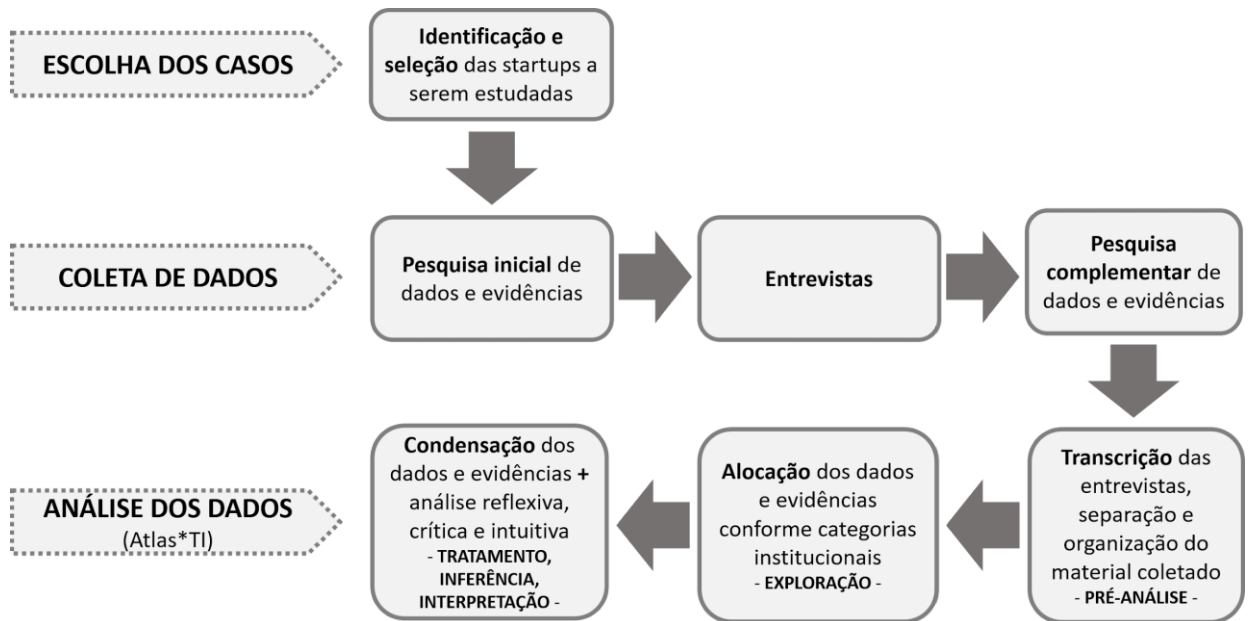 ESCOLHA DOS CASOS
Identificação e
seleção das startups a
serem estudadas
COLETA DE DADOS
Pesquisa inicial de
dados e evidências
Entrevistas
Pesquisa
complementar de
dados e evidências
ANÁLISE DOS DADOS
(Atlas*TI)
Condensação dos
dados e evidências +
análise reflexiva,
crítica e intuitiva
- TRATAMENTO,
INFERÊNCIA,
INTERPRETAÇÃO -
Alocação dos dados
e evidências
conforme categorias
institucionais
- EXPLORAÇÃO -
Transcrição das
entrevistas,
separação e
organização do
material coletado
- PRÉ-ANÁLISE -